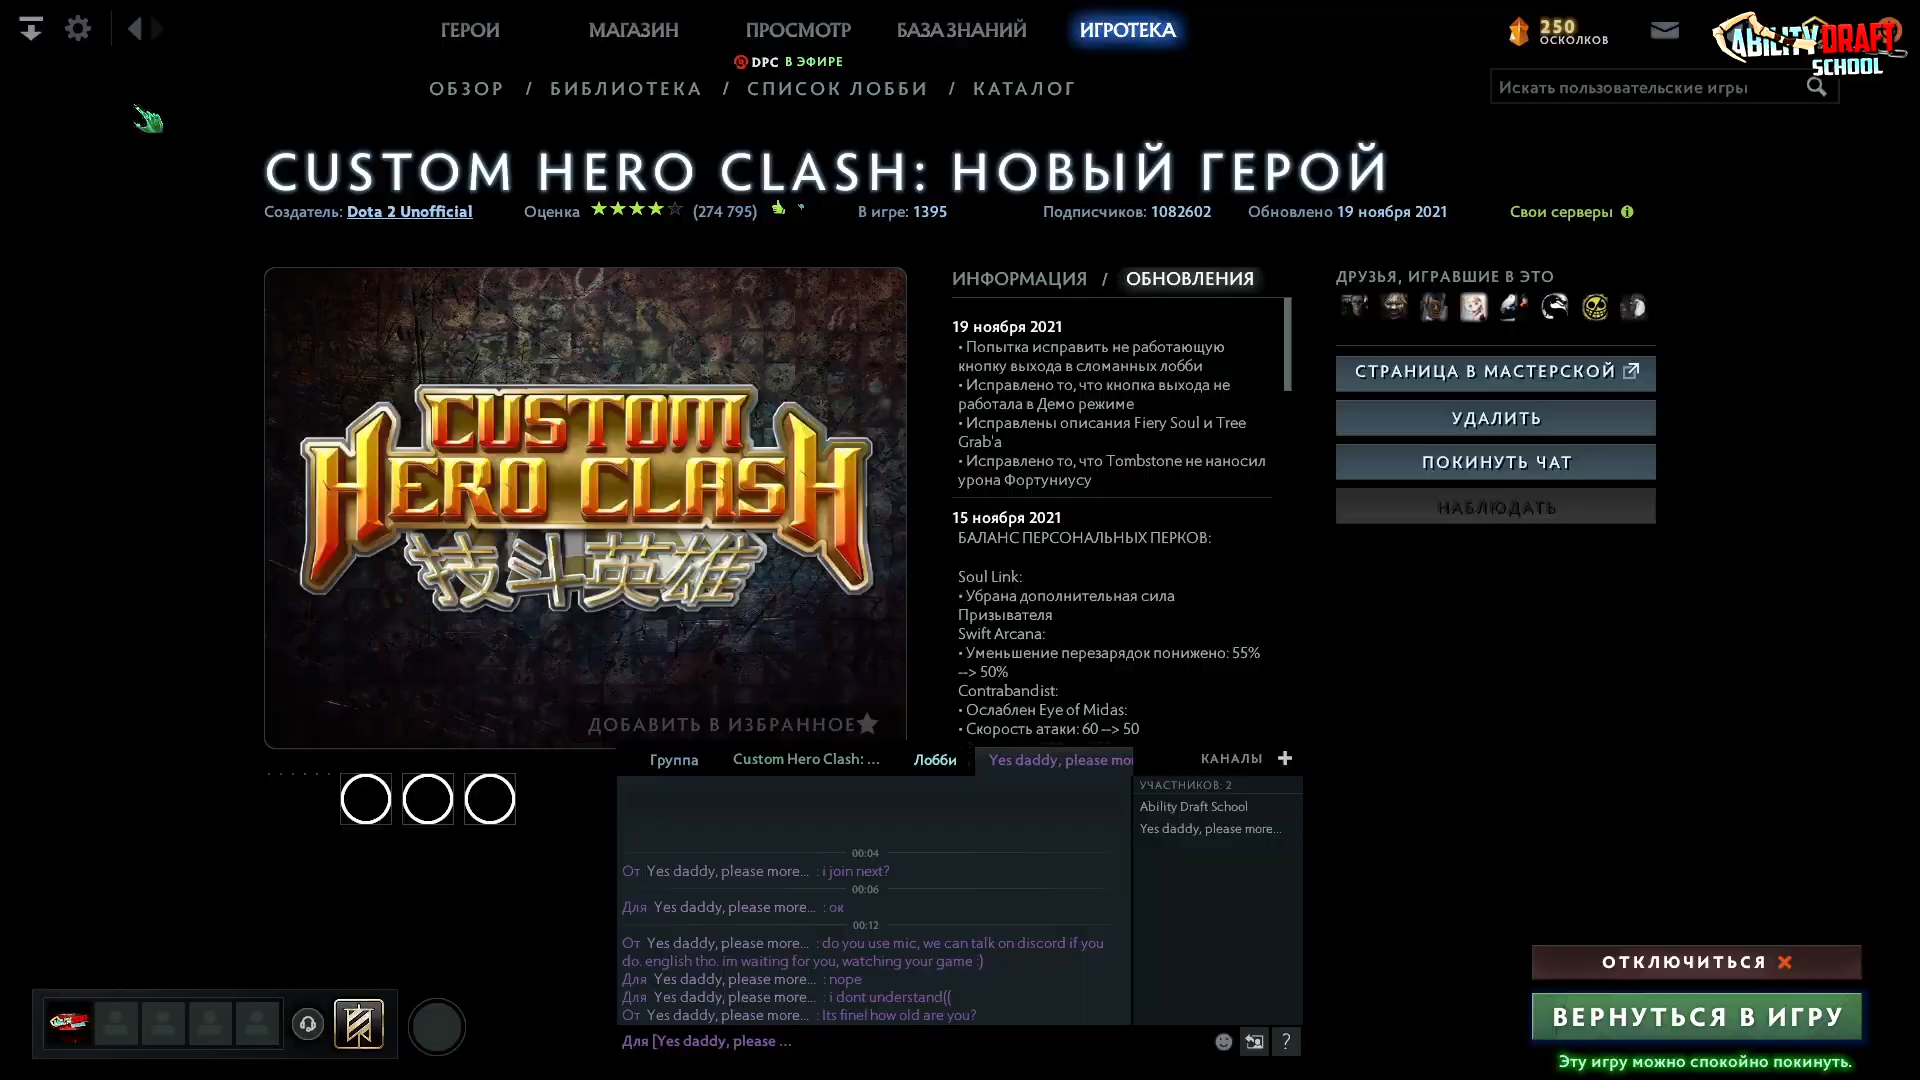 ГЕРОИ
МАГАЗИН
ПРОСМОТР
БАЗА ЗНАНИЙ
ИГРОТЕКА
250
ОСКОЛКОВ
ABILITY DRAFT
SCHOOL
DPC В ЭФИРЕ
ОБЗОР / БИБЛИОТЕКА / СПИСОК ЛОББИ / КАТАЛОГ
Искать пользовательские игры
CUSTOM HERO CLASH: НОВЫЙ ГЕРОЙ
Создатель: Dota 2 Unofficial
Оценка
(274 795)
В игре: 1395
Подписчиков: 1082602
Обновлено 19 ноября 2021
Свои серверы
CUSTOM
HERO CLASH
技斗英雄
ДОБАВИТЬ В ИЗБРАННОЕ
ИНФОРМАЦИЯ / ОБНОВЛЕНИЯ
19 ноября 2021
• Попытка исправить не работающую
кнопку выхода в сломанных лобби
• Исправлено то, что кнопка выхода не
работала в Демо режиме
• Исправлены описания Fiery Soul и Tree
Grab'a
• Исправлено то, что Tombstone не наносил
урона Фортуниусу
15 ноября 2021
БАЛАНС ПЕРСОНАЛЬНЫХ ПЕРКОВ:
Soul Link:
• Убрана дополнительная сила
Призывателя
Swift Arcana:
• Уменьшение перезарядок понижено: 55%
--> 50%
Contrabandist:
• Ослаблен Eye of Midas:
• Скорость атаки: 60 --> 50
ДРУЗЬЯ, ИГРАВШИЕ В ЭТО
СТРАНИЦА В МАСТЕРСКОЙ
УДАЛИТЬ
ПОКИНУТЬ ЧАТ
НАБЛЮДАТЬ
Группа
Custom Hero Clash: ...
Лобби
Yes daddy, please mo
КАНАЛЫ
УЧАСТНИКОВ: 2
Ability Draft School
Yes daddy, please more...
00:04
От Yes daddy, please more... : i join next?
00:06
Для Yes daddy, please more... : ок
00:12
От Yes daddy, please more... : do you use mic, we can talk on discord if you
do. english tho. im waiting for you, watching your game :)
Для Yes daddy, please more... : nope
Для Yes daddy, please more... : i dont understand((
От Yes daddy, please more... : Its fine! how old are you?
Для [Yes daddy, please ...
?
ОТКЛЮЧИТЬСЯ
ВЕРНУТЬСЯ В ИГРУ
Эту игру можно спокойно покинуть.